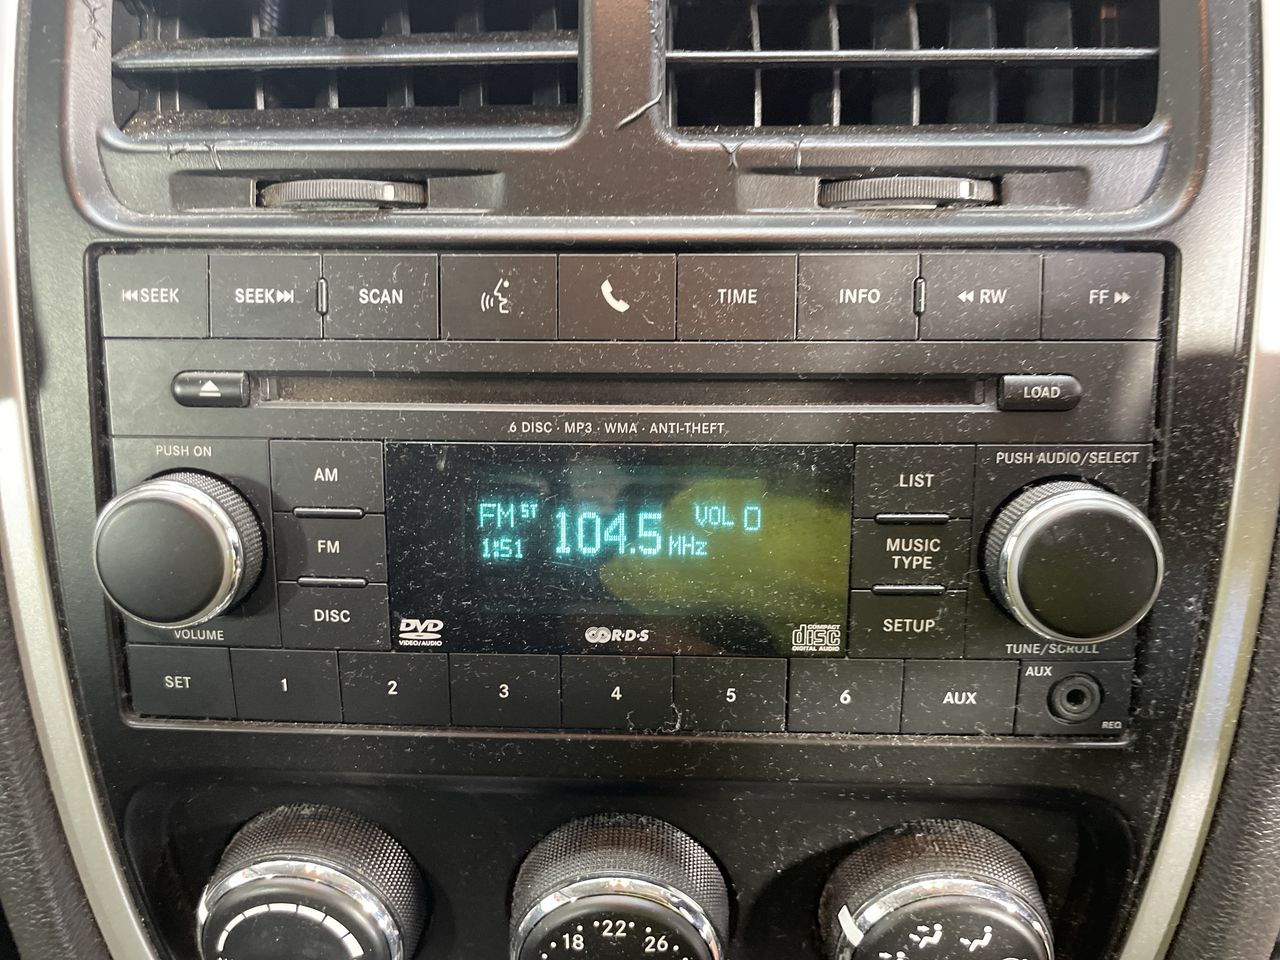 SEEK
SEEK
SCAN
TIME
INFO
RW
FF
LOAD
6 DISC · MP3 · WMA · ANTI-THEFT
PUSH ON
AM
FM
DISC
VOLUME
FM ST 104.5 MHz VOL 0
1:51
DVD
VIDEO/AUDIO
R·D·S
COMPACT
disc
DIGITAL AUDIO
LIST
MUSIC
TYPE
SETUP
PUSH AUDIO/SELECT
TUNE/SCROLL
SET
1
2
3
4
5
6
AUX
AUX
REQ
18 · 22 · 26